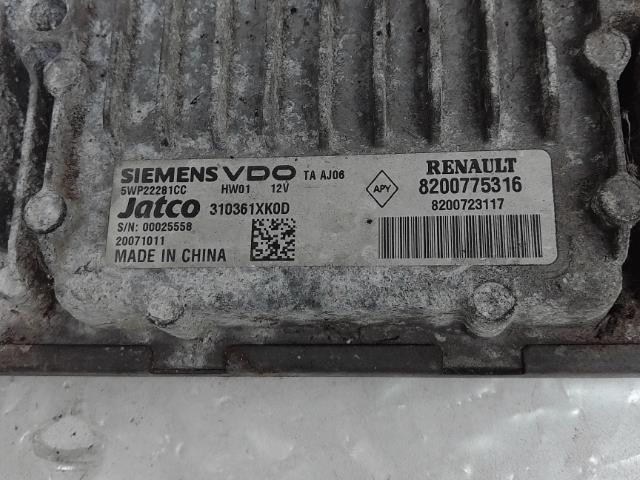 SIEMENS VDO TA AJ06
5WP22281CC HW01 12V
Jatco 310361XK0D
S/N: 00025558
20071011
MADE IN CHINA
APY
RENAULT
8200775316
8200723117